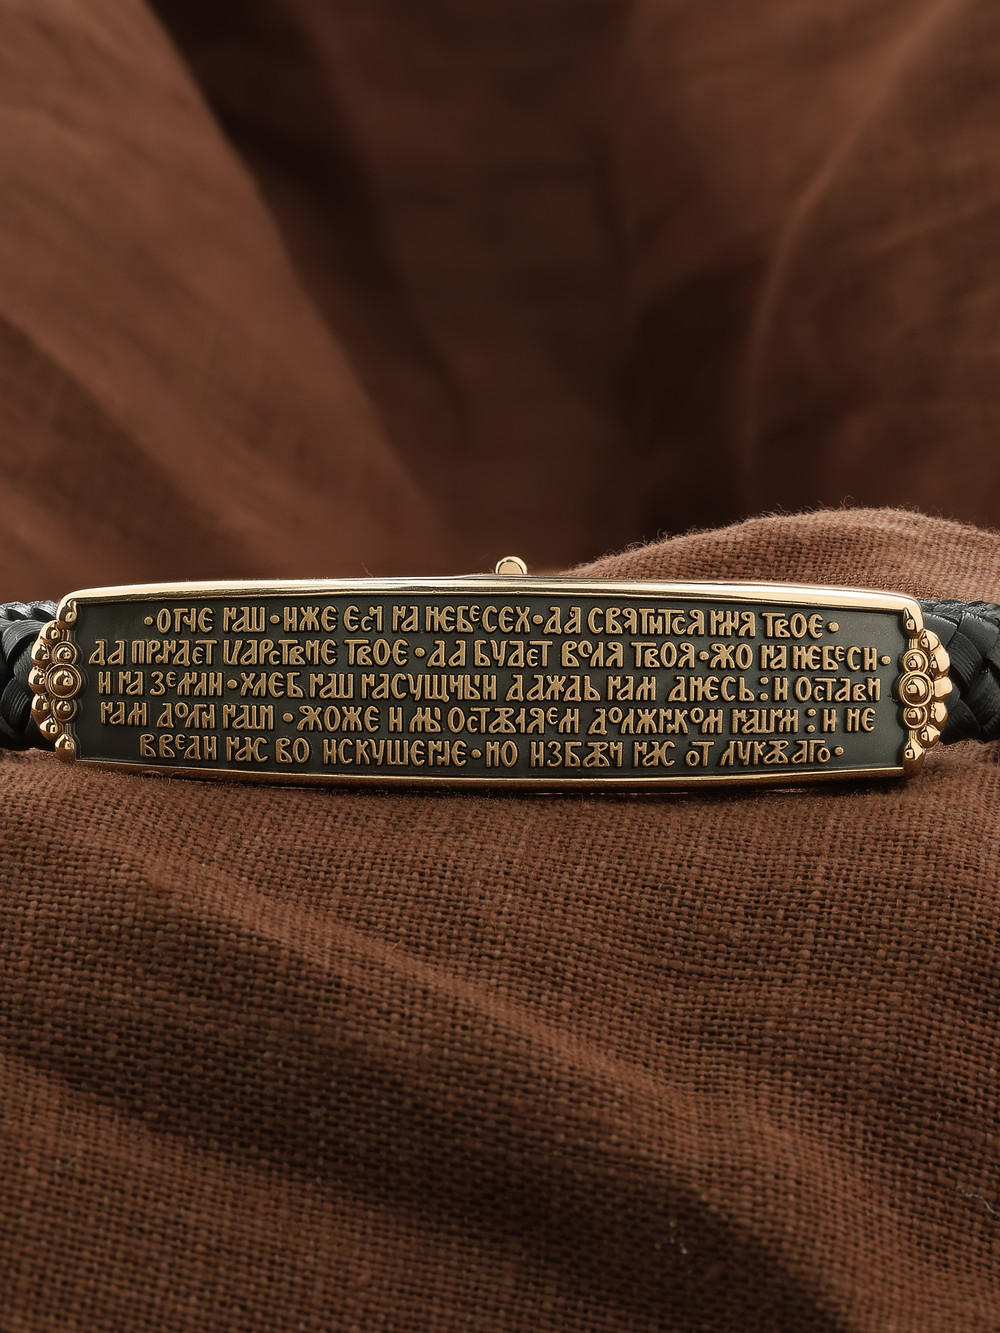 •ОТЧЕ НАШ•ИЖЕ ЕСИ НА НЕБЕСЕХ•ДА СВЯТИТСЯ ИМЯ ТВОЕ•
ДА ПРИИДЕТ ЦАРСТВИЕ ТВОЕ•ДА БУДЕТ ВОЛЯ ТВОЯ•ЯКО НА НЕБЕСИ•
И НА ЗЕМЛИ•ХЛЕБ НАШ НАСУЩНЫЙ ДАЖДЬ НАМ ДНЕСЬ:И ОСТАВИ
НАМ ДОЛГИ НАШИ•ЯКОЖЕ И МЫ ОСТАВЛЯЕМ ДОЛЖНИКОМ НАШИМ:И НЕ
ВВЕДИ НАС ВО ИСКУШЕНИЕ•НО ИЗБАВИ НАС ОТ ЛУКАВАГО•